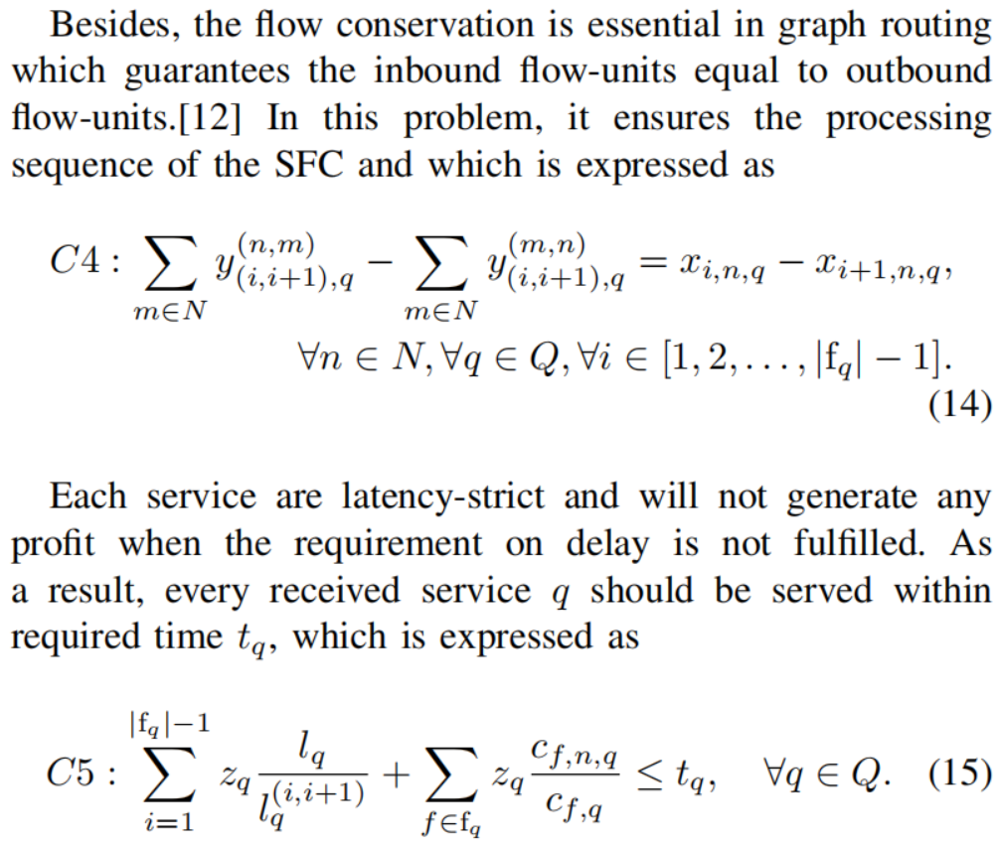 Besides, the flow conservation is essential in graph routing
which guarantees the inbound flow-units equal to outbound
flow-units.[12] In this problem, it ensures the processing
sequence of the SFC and which is expressed as
$C4: \sum_{m \in N} y_{(i,i+1),q}^{(n,m)} - \sum_{m \in N} y_{(i,i+1),q}^{(m,n)} = x_{i,n,q} - x_{i+1,n,q},$
$\forall n \in N, \forall q \in Q, \forall i \in [1, 2, \ldots, |\mathrm{f}_q| - 1].$
(14)
Each service are latency-strict and will not generate any
profit when the requirement on delay is not fulfilled. As
a result, every received service $q$ should be served within
required time $t_q$, which is expressed as
$C5: \sum_{i=1}^{|\mathrm{f}_q|-1} z_q \frac{l_q}{l_q^{(i,i+1)}} + \sum_{f \in \mathrm{f}_q} z_q \frac{c_{f,n,q}}{c_{f,q}} \leq t_q, \quad \forall q \in Q.$ (15)